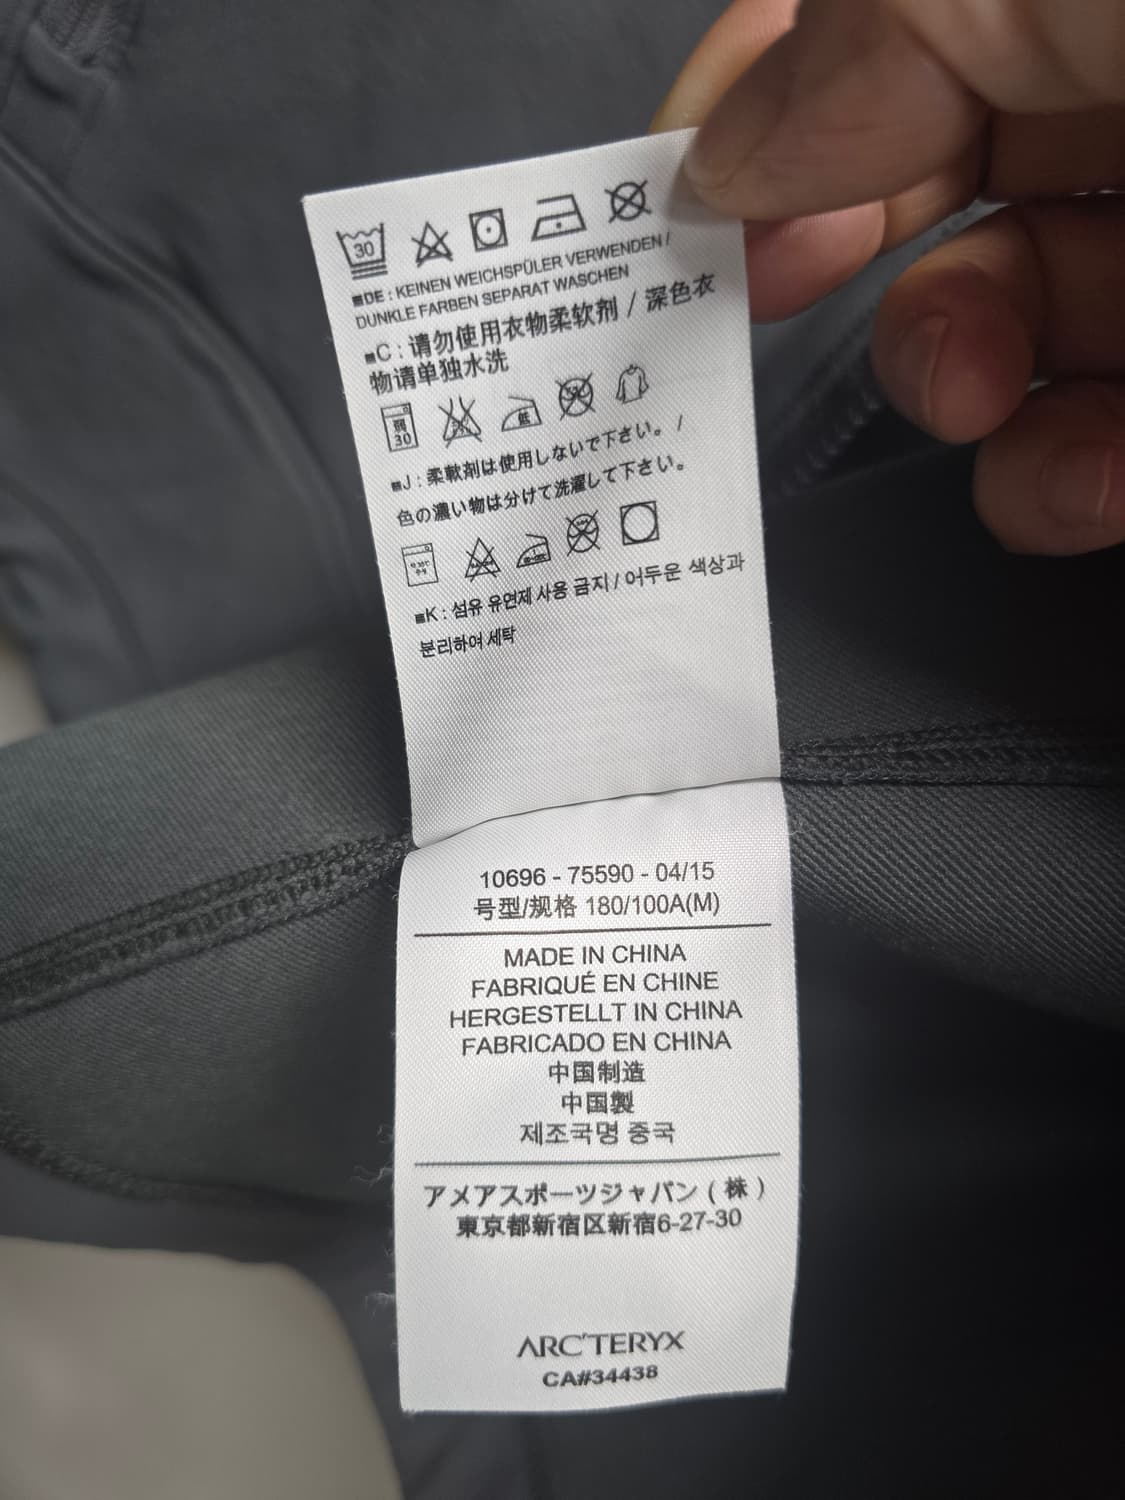 30
■DE : KEINEN WEICHSPÜLER VERWENDEN /
DUNKLE FARBEN SEPARAT WASCHEN
■C : 请勿使用衣物柔软剂 / 深色衣
物请单独水洗
弱 低
30
■J : 柔軟剤は使用しないで下さい。 /
色の濃い物は分けて洗濯して下さい。
■K : 섬유 유연제 사용 금지 / 어두운 색상과
분리하여 세탁
10696 - 75590 - 04/15
号型/规格 180/100A(M)
MADE IN CHINA
FABRIQUÉ EN CHINE
HERGESTELLT IN CHINA
FABRICADO EN CHINA
中国制造
中国製
제조국명 중국
アメアスポーツジャパン ( 株 )
東京都新宿区新宿6-27-30
ARC'TERYX
CA#34438